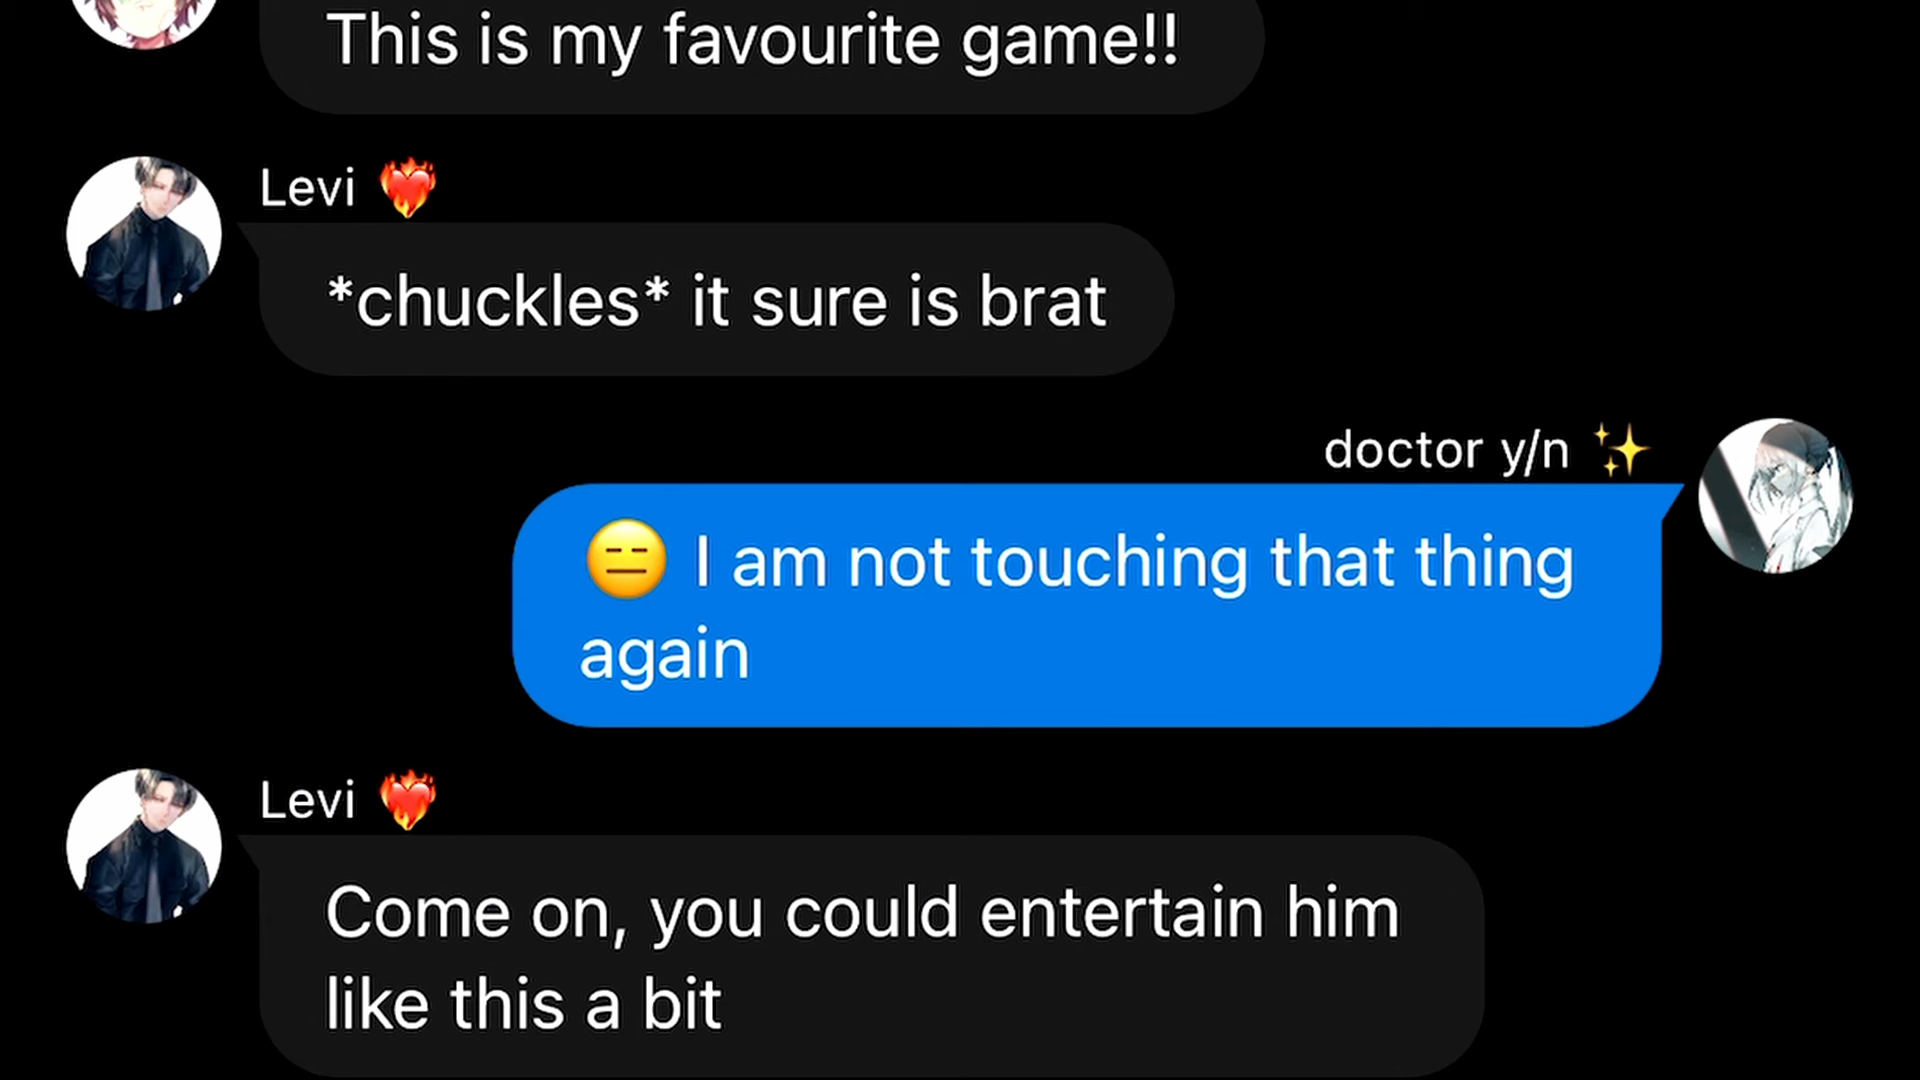 This is my favourite game!!
Levi ❤️‍🔥
*chuckles* it sure is brat
doctor y/n ✨
😑 I am not touching that thing
again
Levi ❤️‍🔥
Come on, you could entertain him
like this a bit